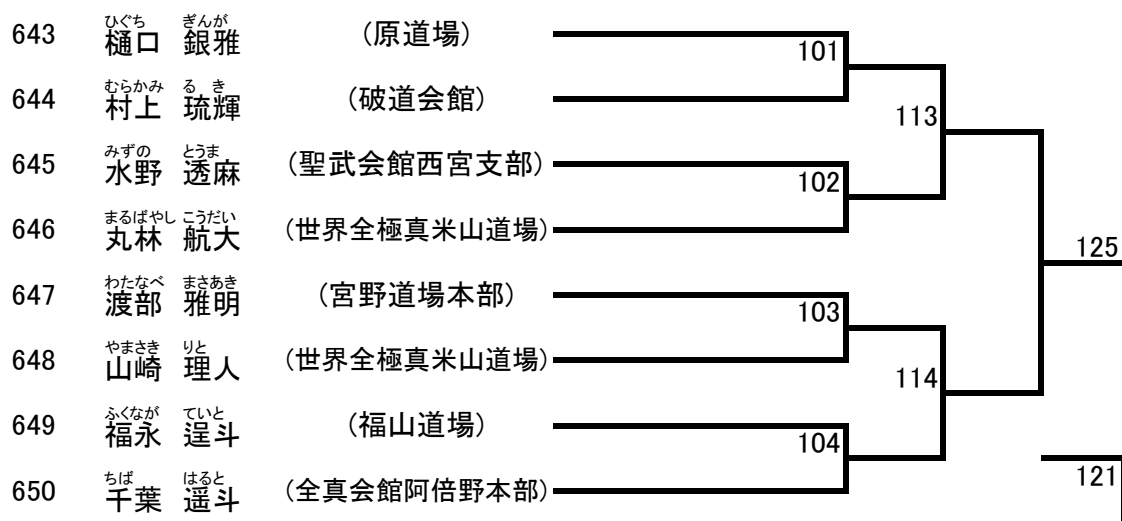 ひぐち ぎんが
643 樋口 銀雅 (原道場)
101
むらかみ る き
644 村上 琉輝 (破道会館)
113
みずの とうま
645 水野 透麻 (聖武会館西宮支部)
102
まるばやし こうだい
646 丸林 航大 (世界全極真米山道場)
125
わたなべ まさあき
647 渡部 雅明 (宮野道場本部)
103
やまさき りと
648 山崎 理人 (世界全極真米山道場)
114
ふくなが ていと
649 福永 逞斗 (福山道場)
104
121
ちば はると
650 千葉 遥斗 (全真会館阿倍野本部)